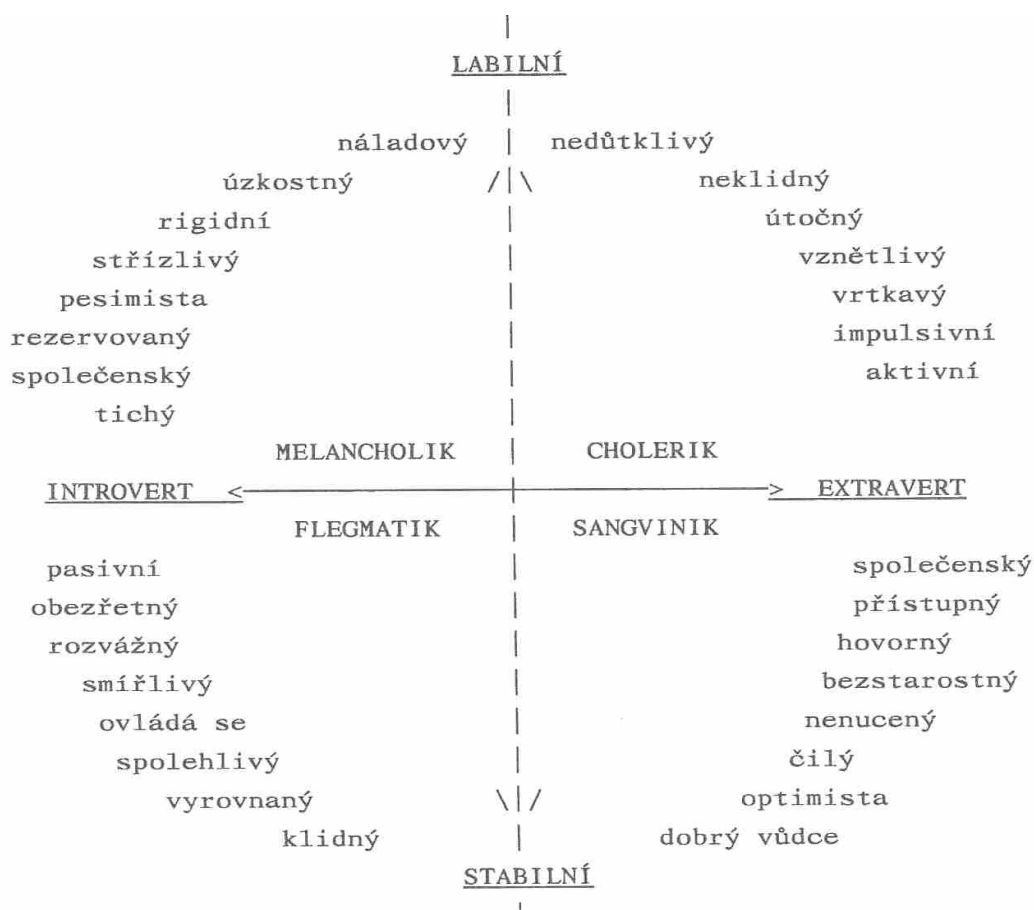 LABILNÍ
náladový nedůtklivý
úzkostný neklidný
rigidní útočný
střízlivý vznětlivý
pesimista vrtkavý
rezervovaný impulsivní
společenský aktivní
tichý
MELANCHOLIK CHOLERIK
INTROVERT EXTRAVERT
FLEGMATIK SANGVINIK
pasivní společenský
obezřetný přístupný
rozvážný hovorný
smířlivý bezstarostný
ovládá se nenucený
spolehlivý čilý
vyrovnaný optimista
klidný dobrý vůdce
STABILNÍ